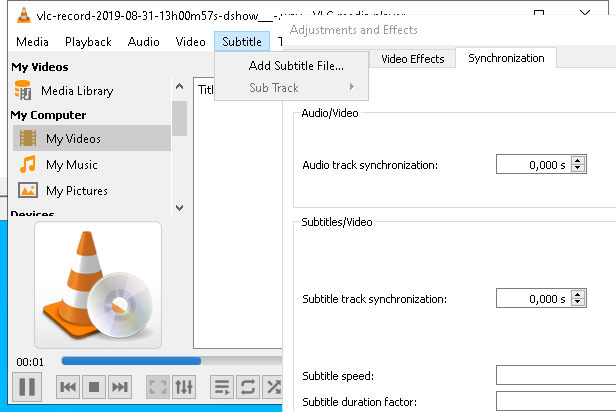 vlc-record-2019-08-31-13h00m57s-dshow___-.wav - VLC media player
Adjustments and Effects
Media Playback Audio Video Subtitle T
Add Subtitle File...
Sub Track
Video Effects Synchronization
My Videos
Media Library
Titl
My Computer
My Videos
My Music
My Pictures
Devices
Audio/Video
Audio track synchronization: 0,000 s
Subtitles/Video
Subtitle track synchronization: 0,000 s
Subtitle speed:
Subtitle duration factor:
00:01